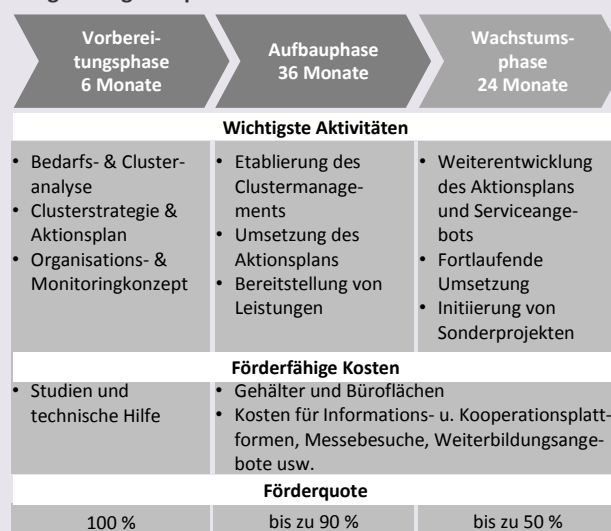 Vorberei-
tungsphase
6 Monate
Aufbauphase
36 Monate
Wachstums-
phase
24 Monate
Wichtigste Aktivitäten
• Bedarfs- & Cluster-
analyse
• Clusterstrategie &
Aktionsplan
• Organisations- &
Monitoringkonzept
• Etablierung des
Clustermanage-
ments
• Umsetzung des
Aktionsplans
• Bereitstellung von
Leistungen
• Weiterentwicklung
des Aktionsplans
und Serviceange-
bots
• Fortlaufende
Umsetzung
• Initiierung von
Sonderprojekten
Förderfähige Kosten
• Studien und
technische Hilfe
• Gehälter und Büroflächen
• Kosten für Informations- u. Kooperationsplatt-
formen, Messebesuche, Weiterbildungsange-
bote usw.
Förderquote
100 %
bis zu 90 %
bis zu 50 %